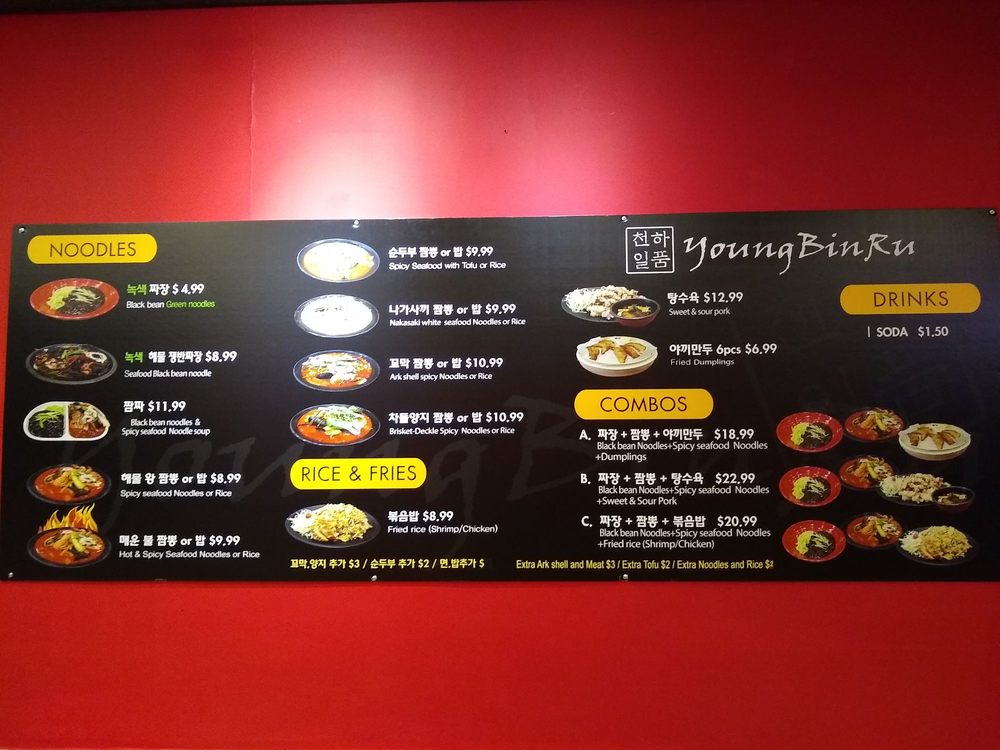 NOODLES
녹색 짜장 $ 4.99
Black bean Green noodles
녹색 해물 쟁반짜장 $8.99
Seafood Black bean noodle
짬짜 $11.99
Black bean noodles &
Spicy seafood Noodle soup
해물 왕 짬뽕 or 밥 $8.99
Spicy seafood Noodles or Rice
매운 불 짬뽕 or 밥 $9.99
Hot & Spicy Seafood Noodles or Rice
순두부 짬뽕 or 밥 $9.99
Spicy Seafood with Tofu or Rice
나가사끼 짬뽕 or 밥 $9.99
Nakasaki white seafood Noodles or Rice
꼬막 짬뽕 or 밥 $10.99
Ark shell spicy Noodles or Rice
차돌양지 짬뽕 or 밥 $10.99
Brisket-Deckle Spicy Noodles or Rice
RICE & FRIES
볶음밥 $8.99
Fried rice (Shrimp/Chicken)
꼬막,양지 추가 $3 / 순두부 추가 $2 / 면,밥추가 $
천하
일품
YoungBinRu
탕수육 $12.99
Sweet & sour pork
야끼만두 6pcs $6.99
Fried Dumplings
DRINKS
SODA $1.50
COMBOS
A. 짜장 + 짬뽕 + 야끼만두 $18.99
Black bean Noodles+Spicy seafood Noodles
+Dumplings
B. 짜장 + 짬뽕 + 탕수육 $22.99
Black bean Noodles+Spicy seafood Noodles
+Sweet & Sour Pork
C. 짜장 + 짬뽕 + 볶음밥 $20.99
Black bean Noodles+Spicy seafood Noodles
+Fried rice (Shrimp/Chicken)
Extra Ark shell and Meat $3 / Extra Tofu $2 / Extra Noodles and Rice $2